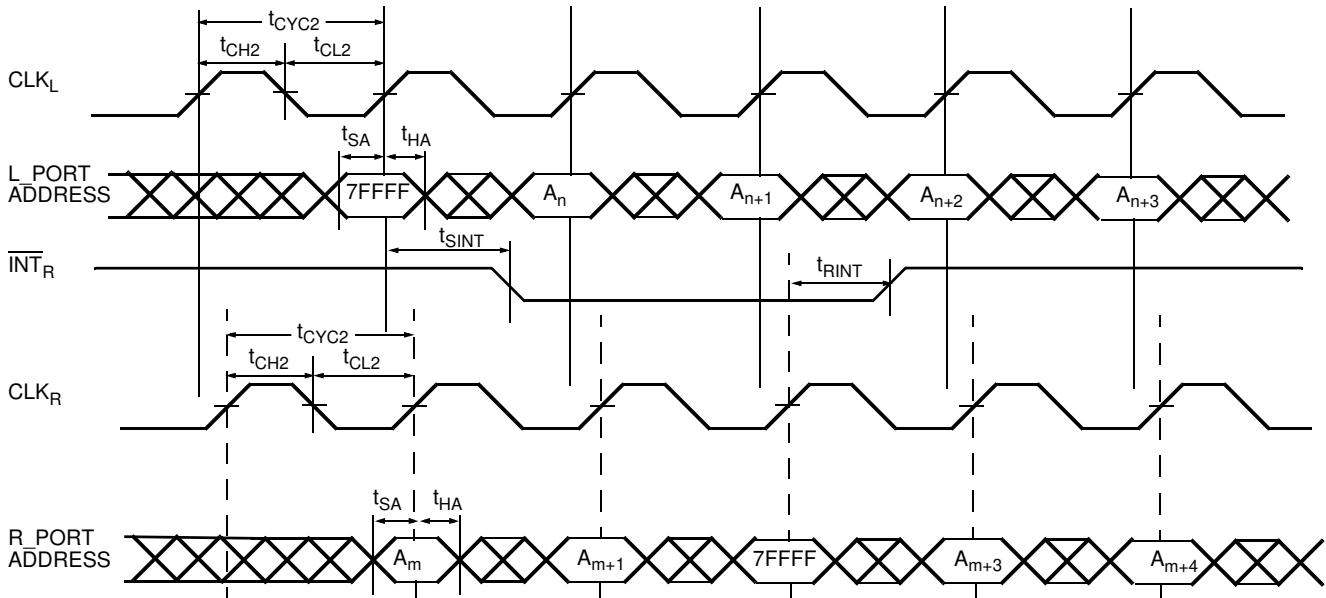 tCYC2
tCH2 tCL2
CLKL
tSA tHA
L_PORT
ADDRESS
7FFFF An An+1 An+2 An+3
tSINT
INTR
tRINT
tCYC2
tCH2 tCL2
CLKR
tSA tHA
R_PORT
ADDRESS
Am Am+1 7FFFF Am+3 Am+4